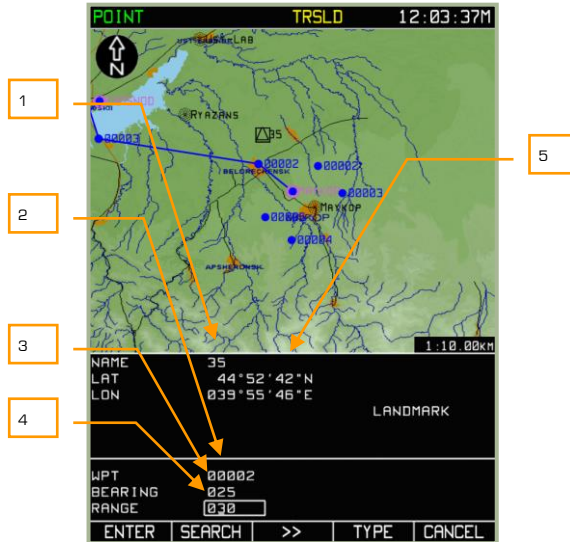 POINT TRSLD 12:03:37M
LAB
N
RYAZANS
00003
35
00002
00002
BELORECHENSK
00003
MAYKOP
00004
APSHERONSK
1:10.00KM
NAME 35
LAT 44°52'42"N
LON 039°55'46"E
LANDMARK
WPT 00002
BEARING 025
RANGE 030
ENTER SEARCH >> TYPE CANCEL
1
2
3
4
5